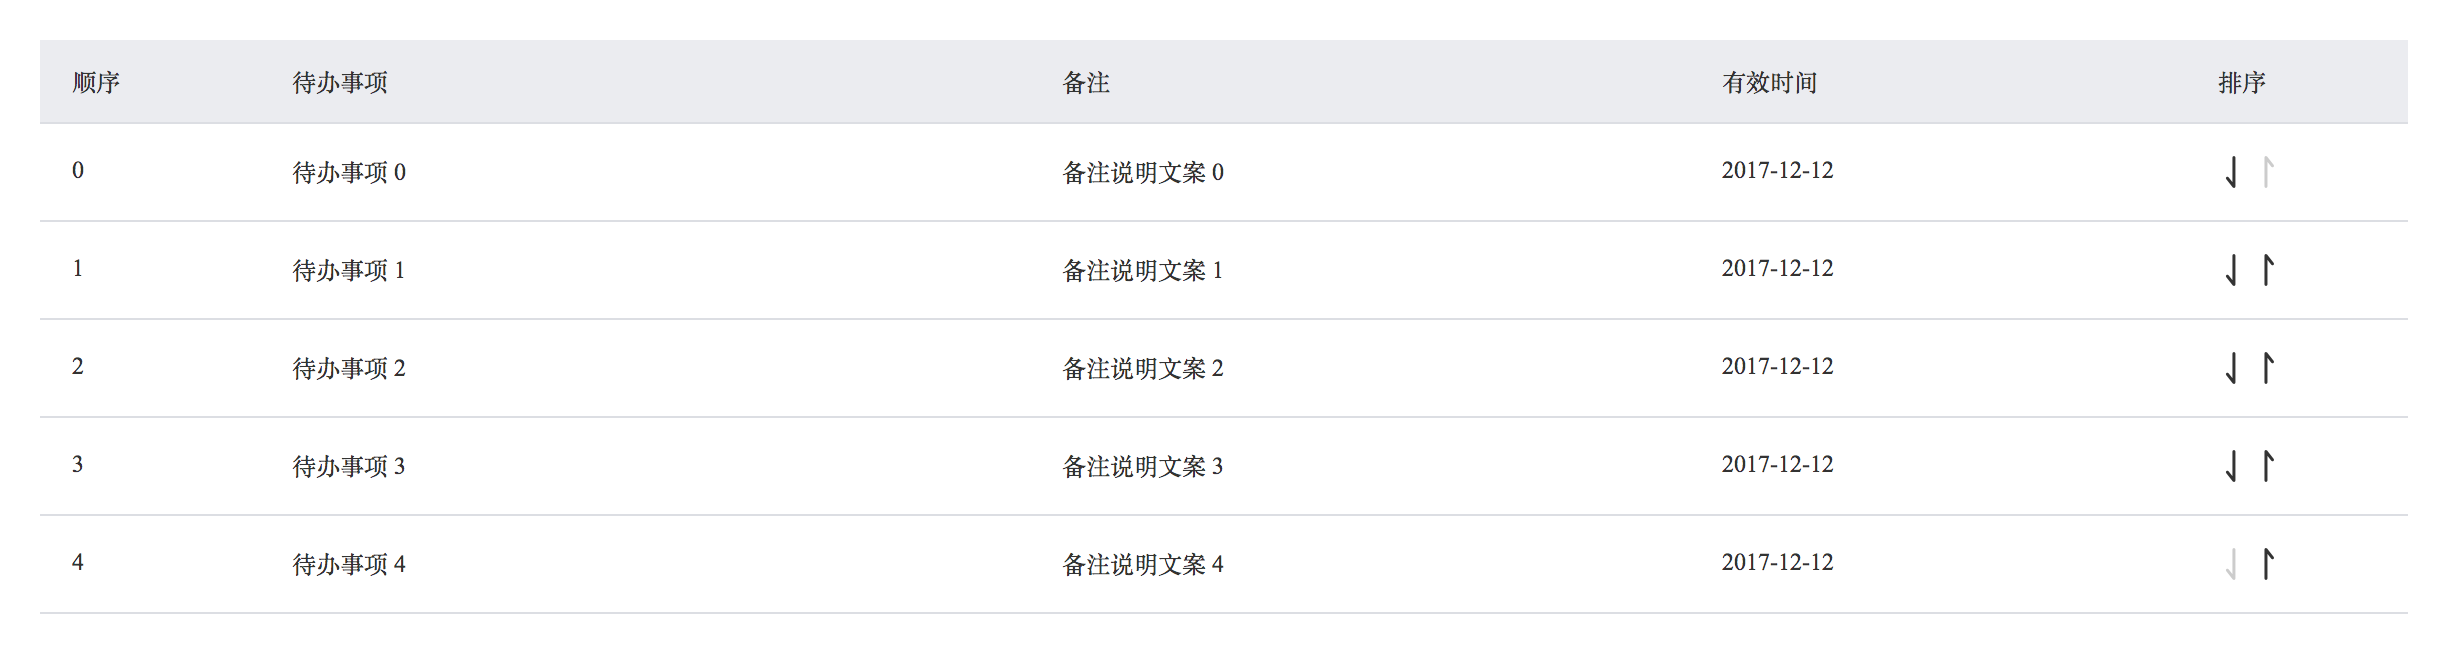 顺序 待办事项 备注 有效时间 排序
0 待办事项 0 备注说明文案 0 2017-12-12
1 待办事项 1 备注说明文案 1 2017-12-12
2 待办事项 2 备注说明文案 2 2017-12-12
3 待办事项 3 备注说明文案 3 2017-12-12
4 待办事项 4 备注说明文案 4 2017-12-12